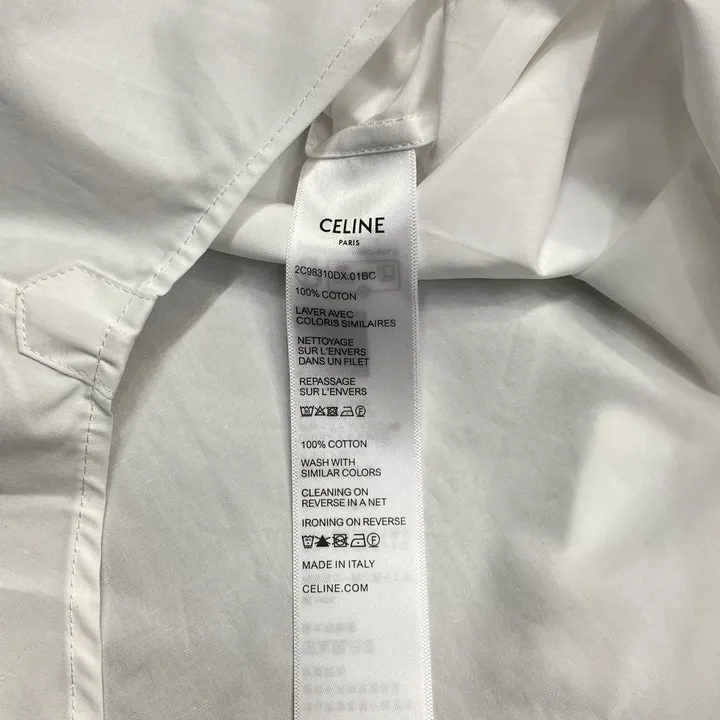 CELINE
PARIS
2C98310DX.01BC
100% COTON
LAVER AVEC
COLORIS SIMILAIRES
NETTOYAGE
SUR L'ENVERS
DANS UN FILET
REPASSAGE
SUR L'ENVERS
100% COTTON
WASH WITH
SIMILAR COLORS
CLEANING ON
REVERSE IN A NET
IRONING ON REVERSE
MADE IN ITALY
CELINE.COM